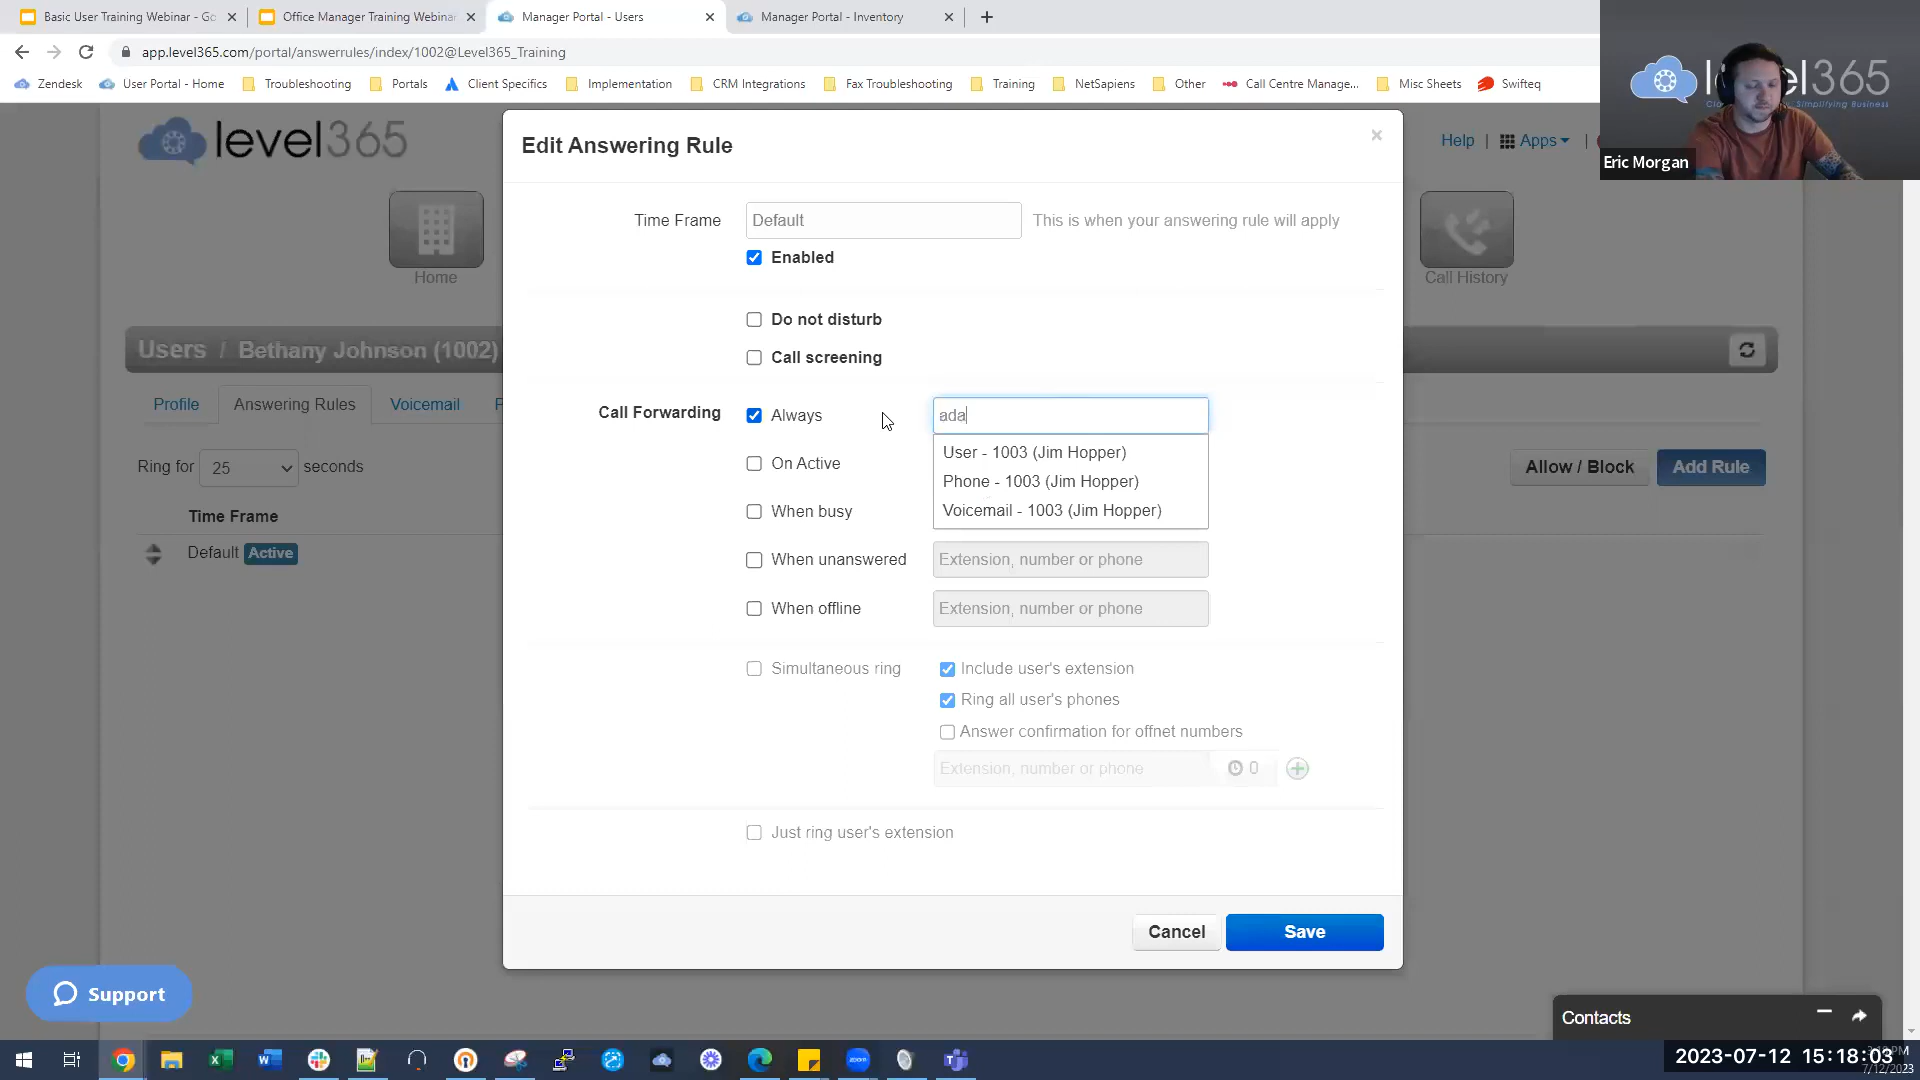 Basic User Training Webinar - Go
Office Manager Training Webinar
Manager Portal - Users
Manager Portal - Inventory
app.level365.com/portal/answerrules/index/1002@Level365_Training
Zendesk
User Portal - Home
Troubleshooting
Portals
Client Specifics
Implementation
CRM Integrations
Fax Troubleshooting
Training
NetSapiens
Other
Call Centre Manage...
Misc Sheets
Swifteq
Simplifying Business
Eric Morgan
level365
Help | Apps |
Home
Call History
Users / Bethany Johnson (1002)
Profile
Answering Rules
Voicemail
Ring for 25 seconds
Allow / Block
Add Rule
Time Frame
Default Active
Edit Answering Rule
Time Frame Default This is when your answering rule will apply
Enabled
Do not disturb
Call screening
Call Forwarding Always ada
User - 1003 (Jim Hopper)
On Active
Phone - 1003 (Jim Hopper)
Voicemail - 1003 (Jim Hopper)
When busy
When unanswered Extension, number or phone
When offline Extension, number or phone
Simultaneous ring Include user's extension
Ring all user's phones
Answer confirmation for offnet numbers
Extension, number or phone 0
Just ring user's extension
Cancel Save
Support
Contacts
zoom
2023-07-12 15:18:03
7/12/2023